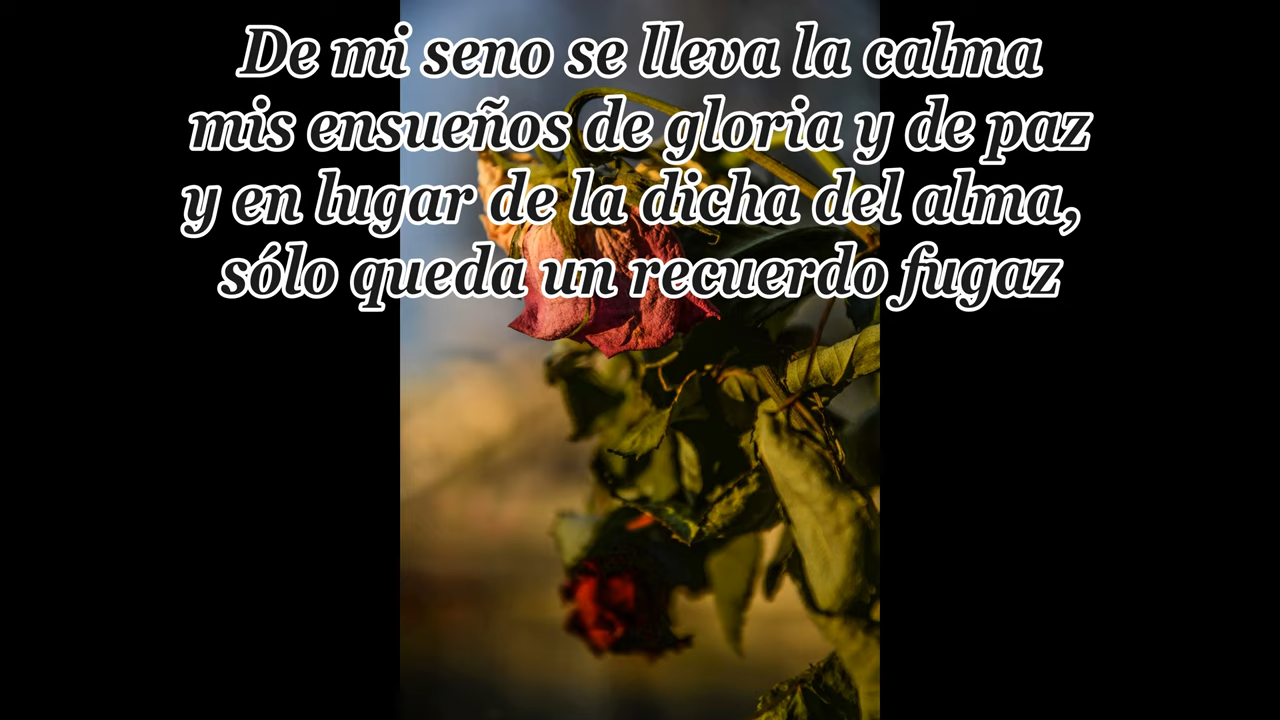 De mi seno se lleva la calma
mis ensueños de gloria y de paz
y en lugar de la dicha del alma,
sólo queda un recuerdo fugaz